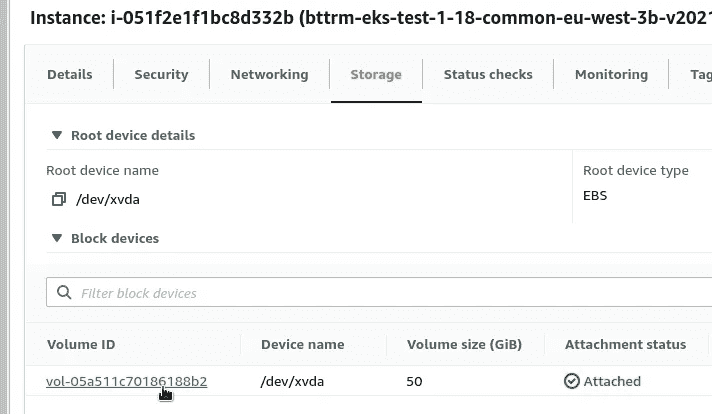 Instance: i-051f2e1f1bc8d332b (bttrm-eks-test-1-18-common-eu-west-3b-v2021
Details Security Networking Storage Status checks Monitoring Tag
Root device details
Root device name Root device type
/dev/xvda EBS
Block devices
Filter block devices
Volume ID Device name Volume size (GiB) Attachment status
vol-05a511c70186188b2 /dev/xvda 50 Attached